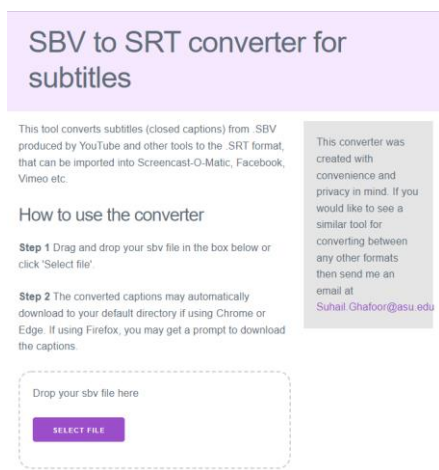 SBV to SRT converter for
subtitles
This tool converts subtitles (closed captions) from .SBV
produced by YouTube and other tools to the .SRT format,
that can be imported into Screencast-O-Matic, Facebook,
Vimeo etc.
How to use the converter
Step 1 Drag and drop your sbv file in the box below or
click 'Select file'.
Step 2 The converted captions may automatically
download to your default directory if using Chrome or
Edge. If using Firefox, you may get a prompt to download
the captions.
Drop your sbv file here
SELECT FILE
This converter was
created with
convenience and
privacy in mind. If you
would like to see a
similar tool for
converting between
any other formats
then send me an
email at
Suhail.Ghafoor@asu.edu